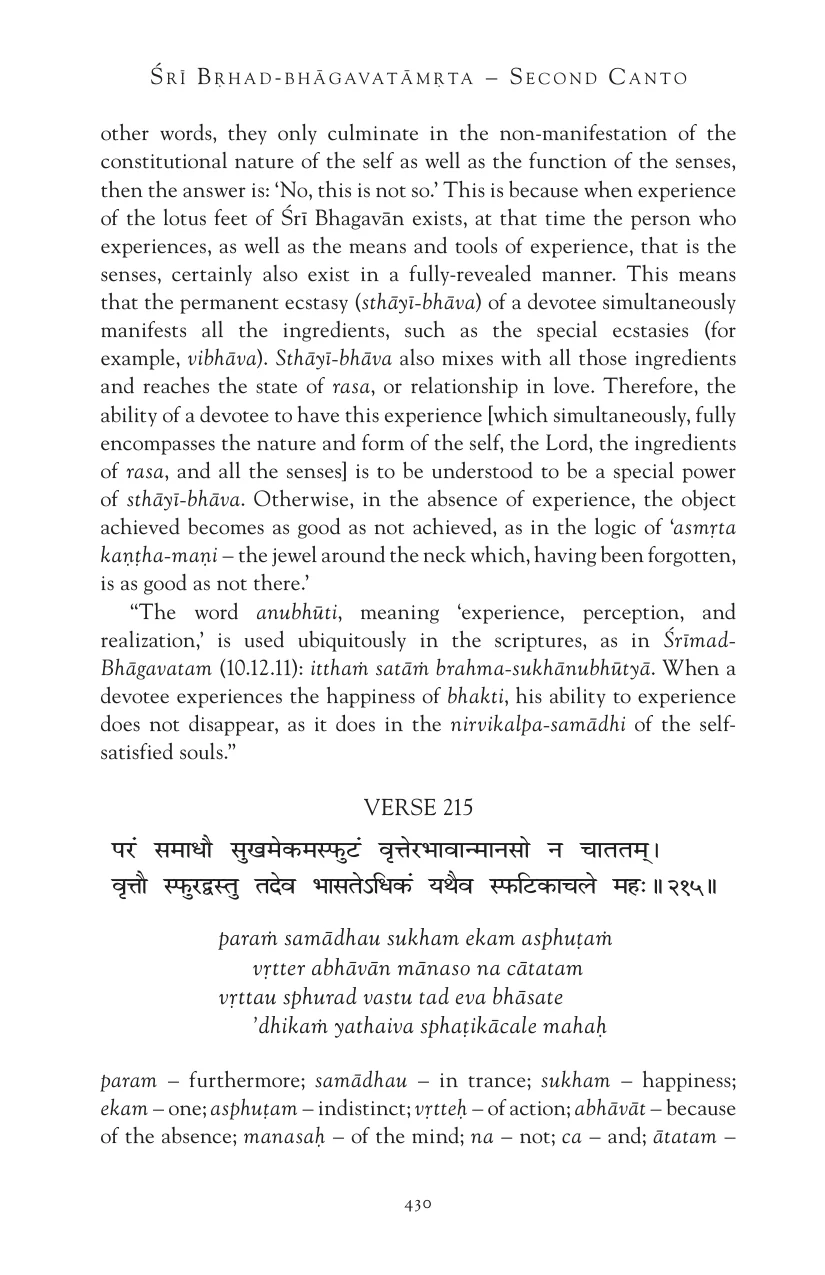 Śrī Bṛhad-bhāgavatāmṛta – Second Canto
other words, they only culminate in the non-manifestation of the
constitutional nature of the self as well as the function of the senses,
then the answer is: ‘No, this is not so.’ This is because when experience
of the lotus feet of Śrī Bhagavān exists, at that time the person who
experiences, as well as the means and tools of experience, that is the
senses, certainly also exist in a fully-revealed manner. This means
that the permanent ecstasy (sthāyī-bhāva) of a devotee simultaneously
manifests all the ingredients, such as the special ecstasies (for
example, vibhāva). Sthāyī-bhāva also mixes with all those ingredients
and reaches the state of rasa, or relationship in love. Therefore, the
ability of a devotee to have this experience [which simultaneously, fully
encompasses the nature and form of the self, the Lord, the ingredients
of rasa, and all the senses] is to be understood to be a special power
of sthāyī-bhāva. Otherwise, in the absence of experience, the object
achieved becomes as good as not achieved, as in the logic of ‘asmṛta
kaṇṭha-maṇi – the jewel around the neck which, having been forgotten,
is as good as not there.’
“The word anubhūti, meaning ‘experience, perception, and
realization,’ is used ubiquitously in the scriptures, as in Śrīmad-
Bhāgavatam (10.12.11): itthaṁ satāṁ brahma-sukhānubhūtyā. When a
devotee experiences the happiness of bhakti, his ability to experience
does not disappear, as it does in the nirvikalpa-samādhi of the self-
satisfied souls.”
VERSE 215
परं समाधौ सुखमेकमस्फुटं वृत्तेरभावान्मानसो न चाततम्।
वृत्तौ स्फुरद्वस्तु तदेव भासतेऽधिकं यथैव स्फटिकाचले महः॥२१५॥
paraṁ samādhau sukham ekam asphuṭaṁ
vṛtter abhāvān mānaso na cātatam
vṛttau sphurad vastu tad eva bhāsate
’dhikaṁ yathaiva sphaṭikācale mahaḥ
param – furthermore; samādhau – in trance; sukham – happiness;
ekam – one; asphuṭam – indistinct; vṛtteḥ – of action; abhāvāt – because
of the absence; manasaḥ – of the mind; na – not; ca – and; ātatam –
430